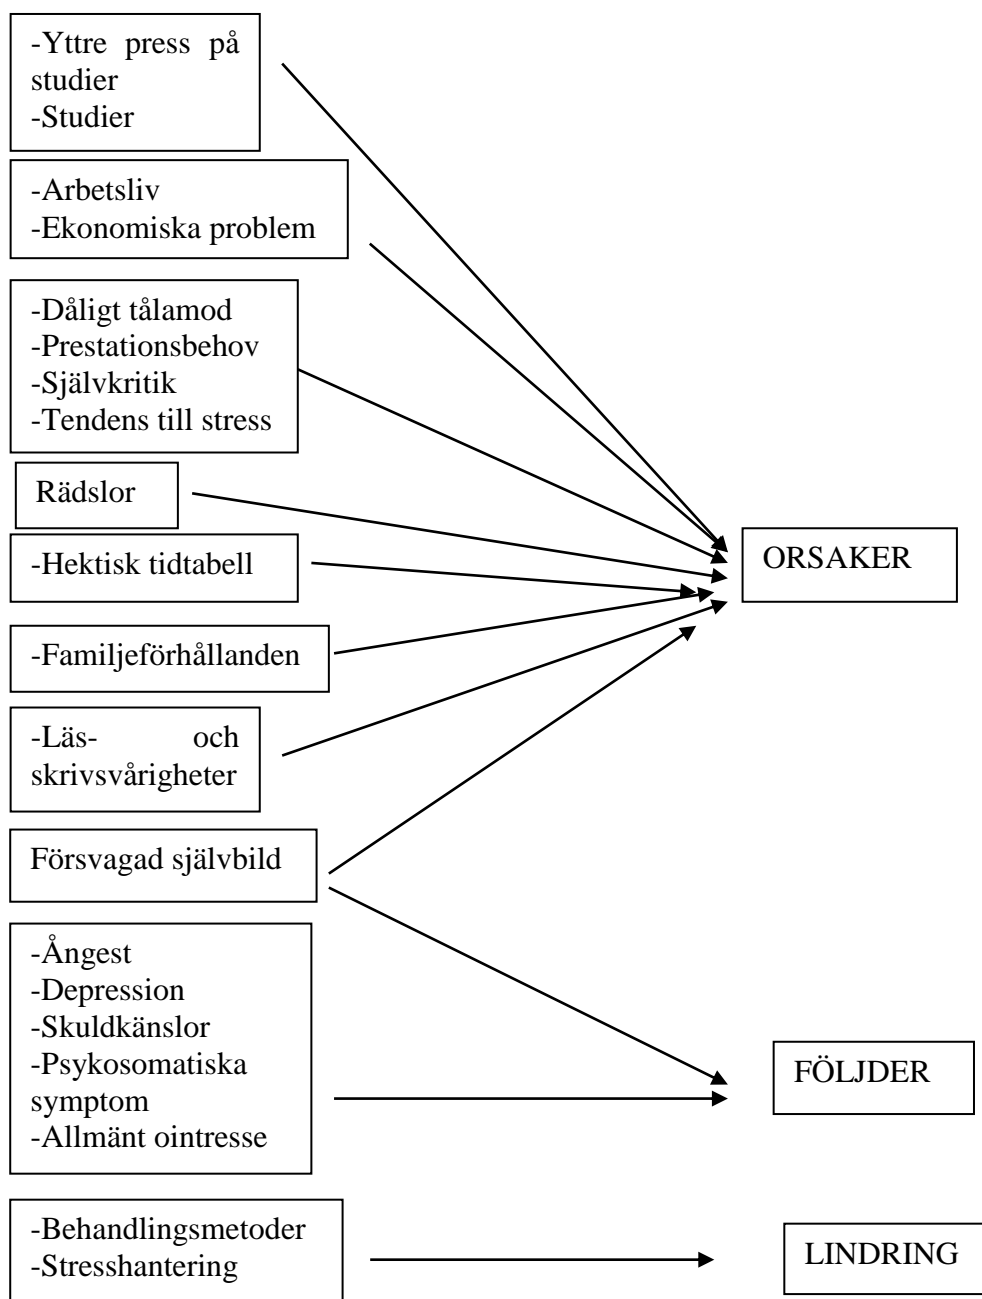 -Yttre press på
studier
-Studier
-Arbetsliv
-Ekonomiska problem
-Dåligt tålamod
-Prestationsbehov
-Självkritik
-Tendens till stress
Rädslor
-Hektisk tidtabell
ORSAKER
-Familjeförhållanden
-Läs- och
skrivsvårigheter
Försvagad självbild
-Ångest
-Depression
-Skuldkänslor
-Psykosomatiska
symptom
-Allmänt ointresse
FÖLJDER
-Behandlingsmetoder
-Stresshantering
LINDRING